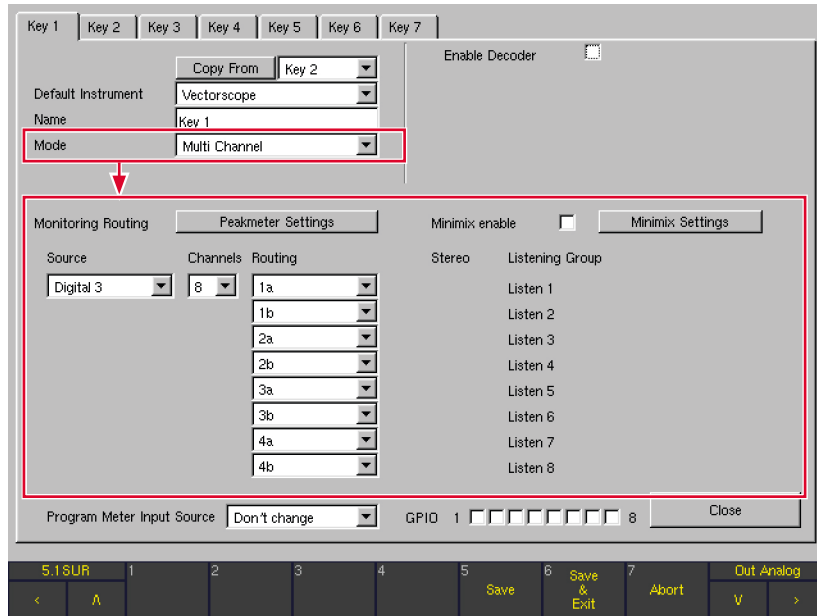 Key 1 Key 2 Key 3 Key 4 Key 5 Key 6 Key 7
Copy From Key 2 Enable Decoder
Default Instrument Vectorscope
Name Key 1
Mode Multi Channel
Monitoring Routing Peakmeter Settings Minimix enable Minimix Settings
Source Channels Routing Stereo Listening Group
Digital 3 8 1a Listen 1
1b Listen 2
2a Listen 3
2b Listen 4
3a Listen 5
3b Listen 6
4a Listen 7
4b Listen 8
Program Meter Input Source Don't change GPIO 1 8 Close
5.1SUR 1 2 3 4 5 Save 6 Save & Exit 7 Abort Out Analog
< Λ V >